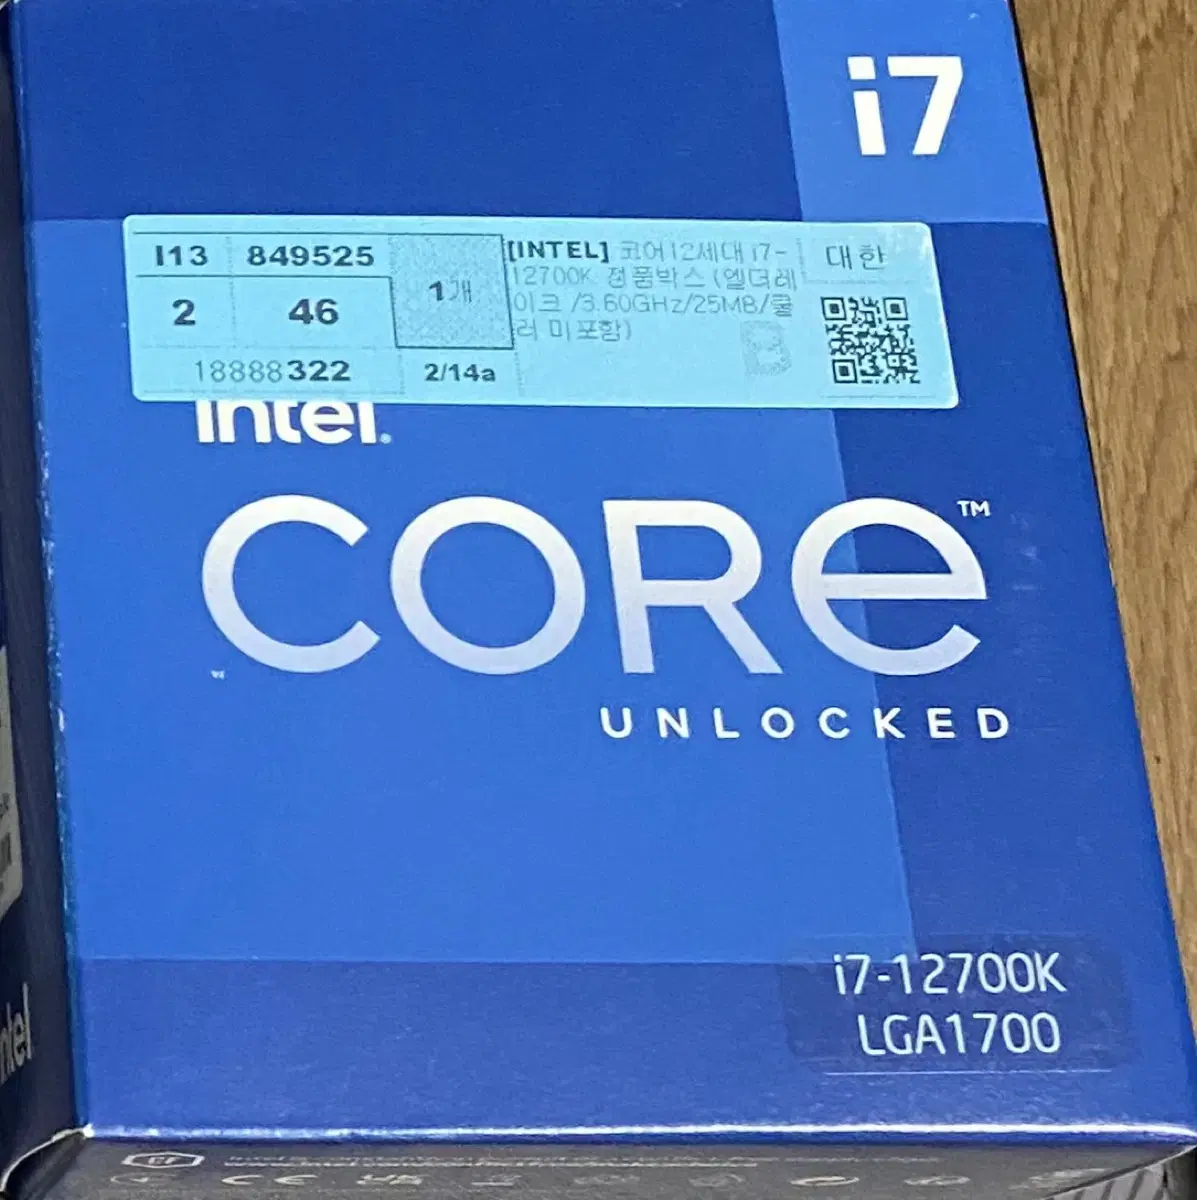 i7
I13 849525
1개
[INTEL] 코어I2세대 i7-
12700K 정품박스 (엘더레
이크 /3.60GHz/25MB/쿨
러 미포함)
대한
2 46
18888322
2/14a
intel.
CORe™
UNLOCKED
i7-12700K
LGA1700
intel